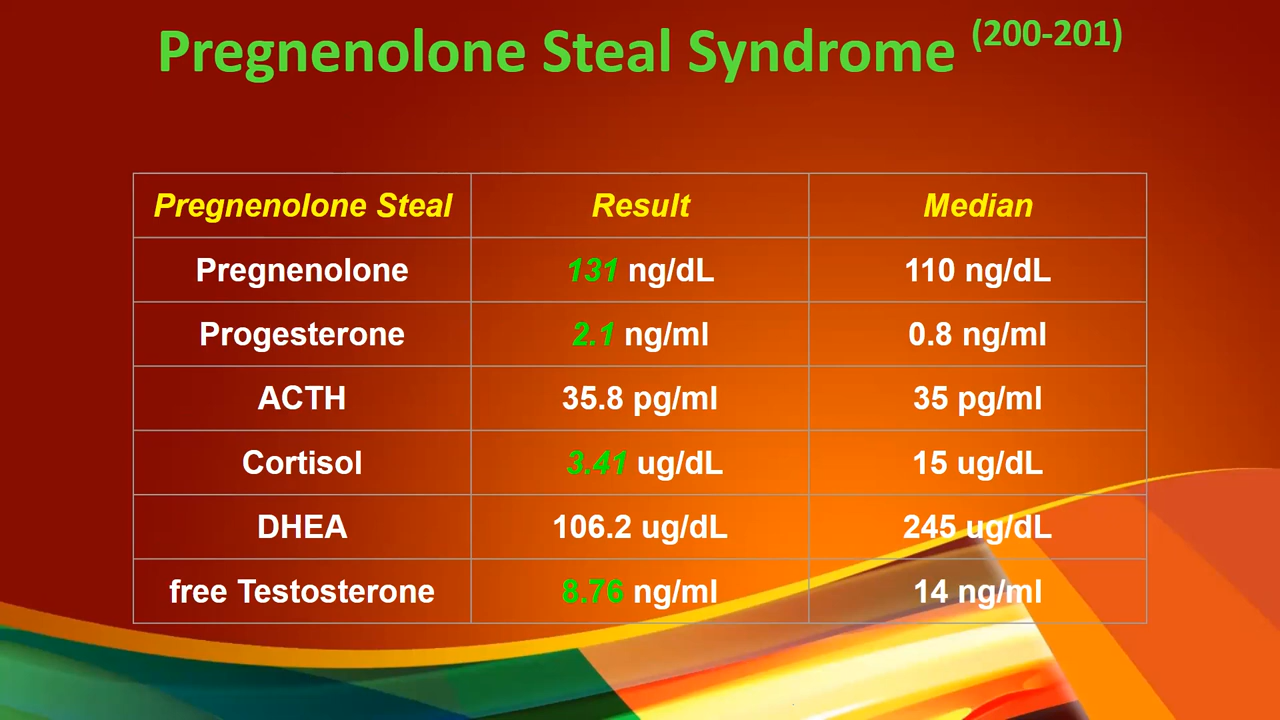 Pregnenolone Steal Syndrome (200-201)
Pregnenolone Steal Result Median
Pregnenolone 131 ng/dL 110 ng/dL
Progesterone 2.1 ng/ml 0.8 ng/ml
ACTH 35.8 pg/ml 35 pg/ml
Cortisol 3.41 ug/dL 15 ug/dL
DHEA 106.2 ug/dL 245 ug/dL
free Testosterone 8.76 ng/ml 14 ng/ml